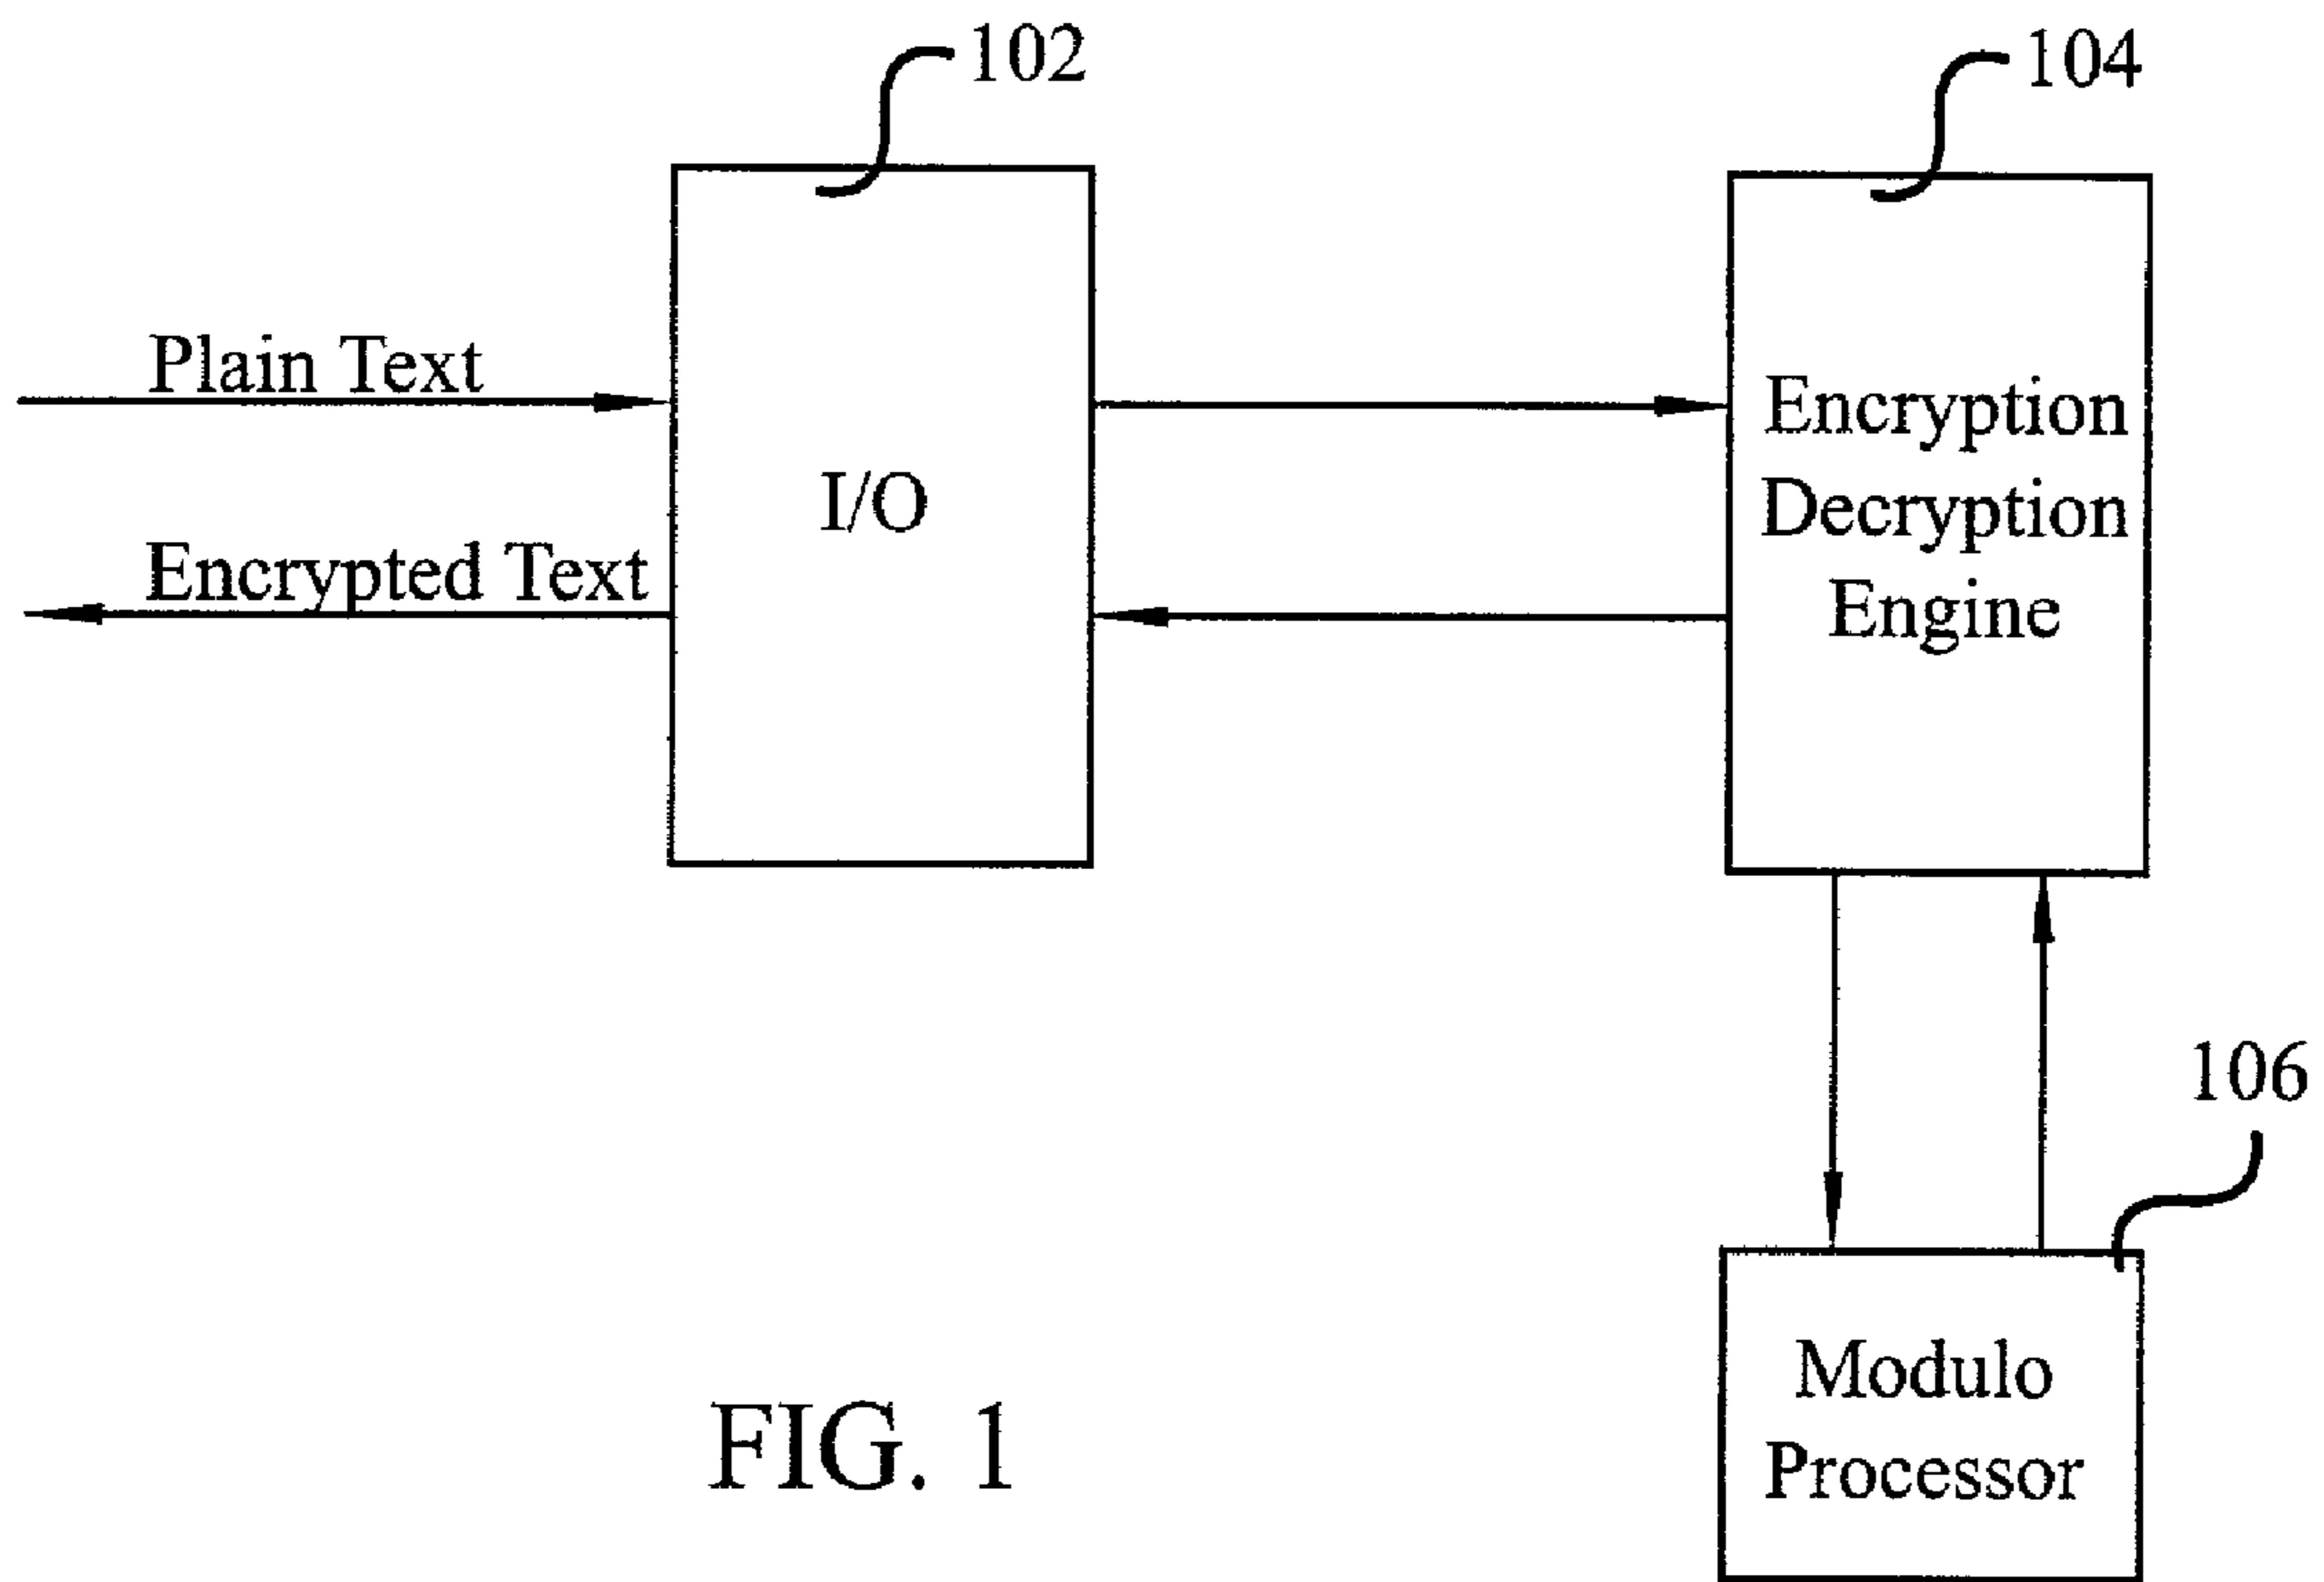 102
104
Plain Text
Encrypted Text
I/O
Encryption
Decryption
Engine
106
Modulo
Processor
FIG. 1